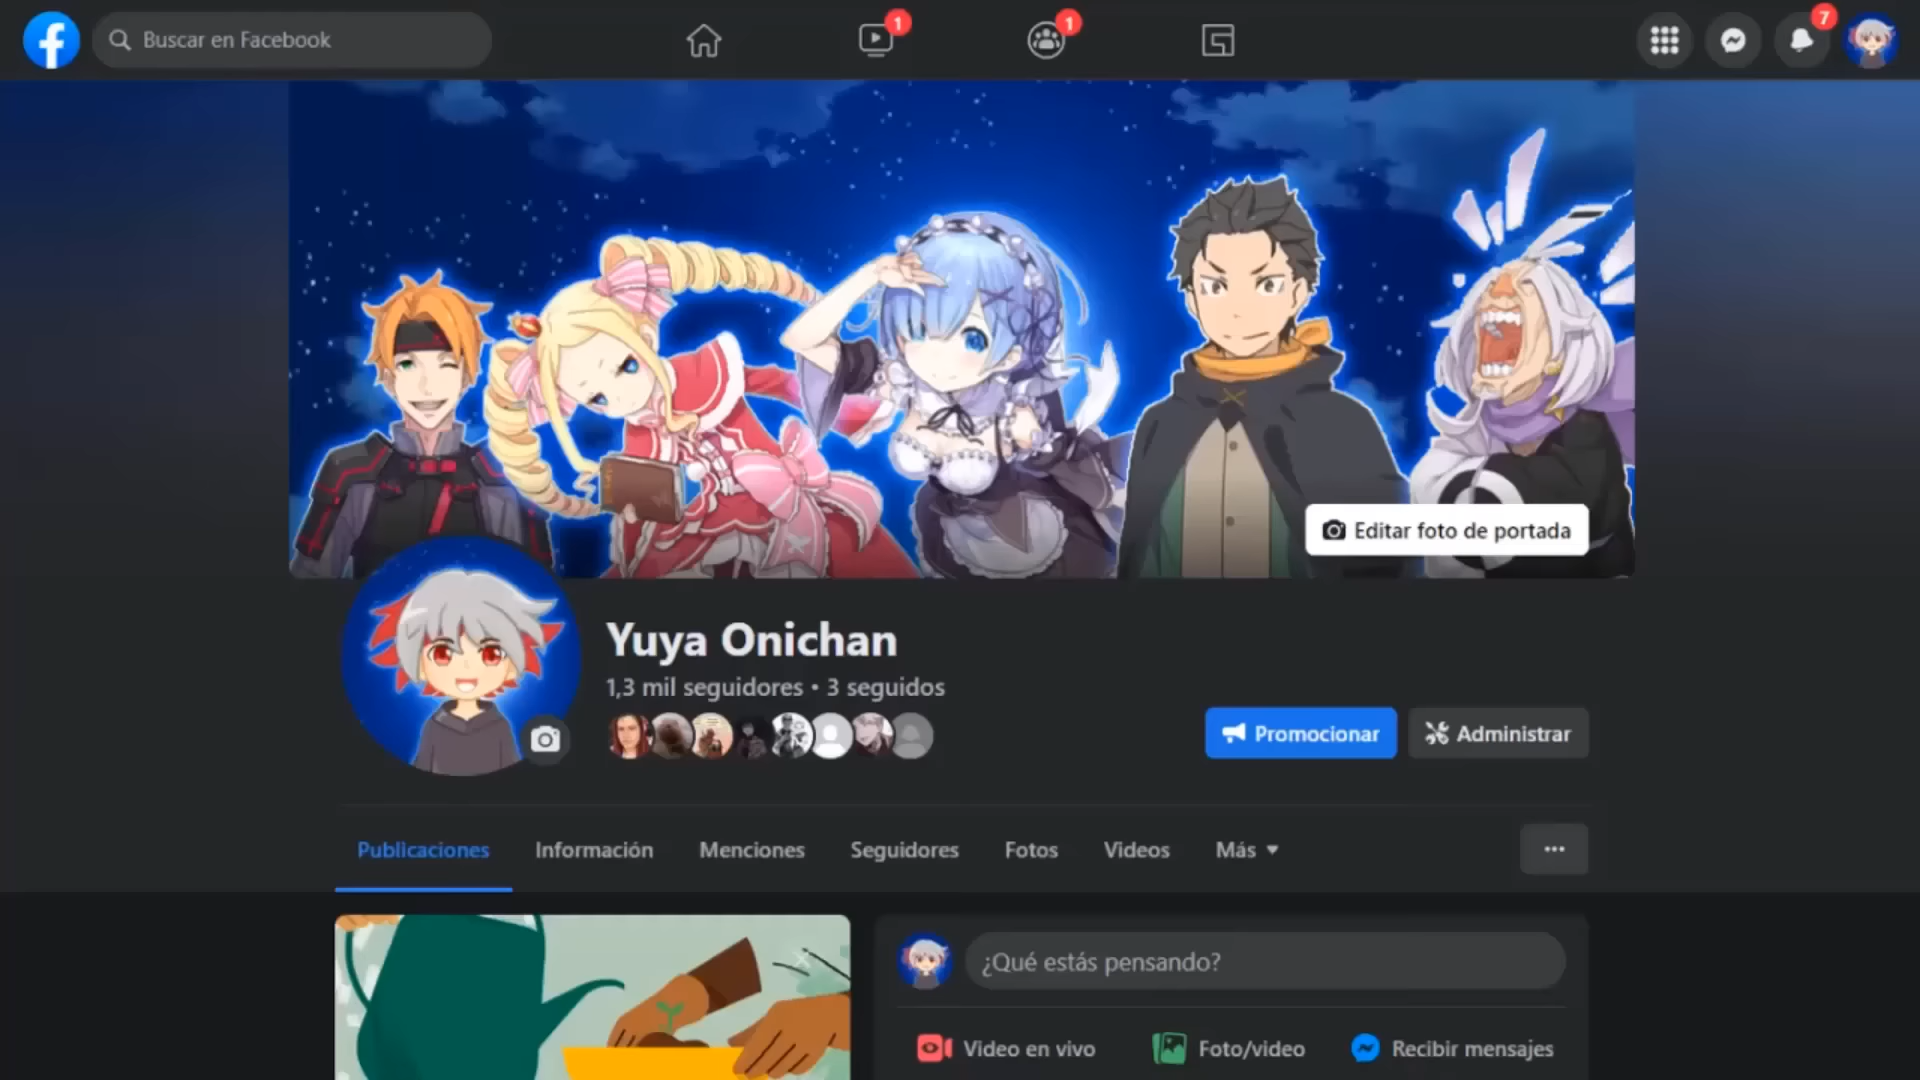 Buscar en Facebook
1
1
7
Editar foto de portada
Yuya Onichan
1,3 mil seguidores • 3 seguidos
Promocionar
Administrar
Publicaciones
Información
Menciones
Seguidores
Fotos
Videos
Más
¿Qué estás pensando?
Video en vivo
Foto/video
Recibir mensajes